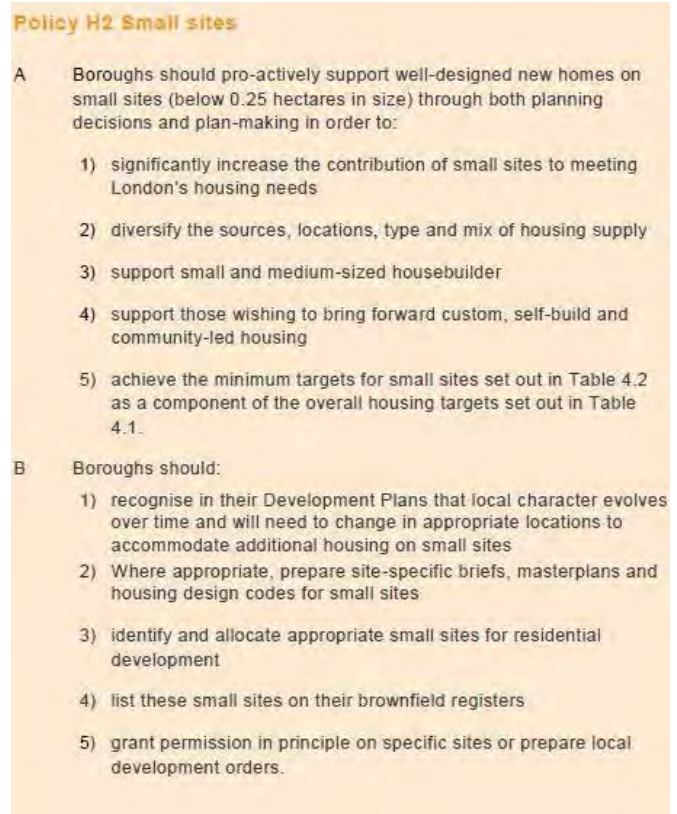 Policy H2 Small sites
A Boroughs should pro-actively support well-designed new homes on
small sites (below 0.25 hectares in size) through both planning
decisions and plan-making in order to:
1) significantly increase the contribution of small sites to meeting
London's housing needs
2) diversify the sources, locations, type and mix of housing supply
3) support small and medium-sized housebuilder
4) support those wishing to bring forward custom, self-build and
community-led housing
5) achieve the minimum targets for small sites set out in Table 4.2
as a component of the overall housing targets set out in Table
4.1.
B Boroughs should:
1) recognise in their Development Plans that local character evolves
over time and will need to change in appropriate locations to
accommodate additional housing on small sites
2) Where appropriate, prepare site-specific briefs, masterplans and
housing design codes for small sites
3) identify and allocate appropriate small sites for residential
development
4) list these small sites on their brownfield registers
5) grant permission in principle on specific sites or prepare local
development orders.